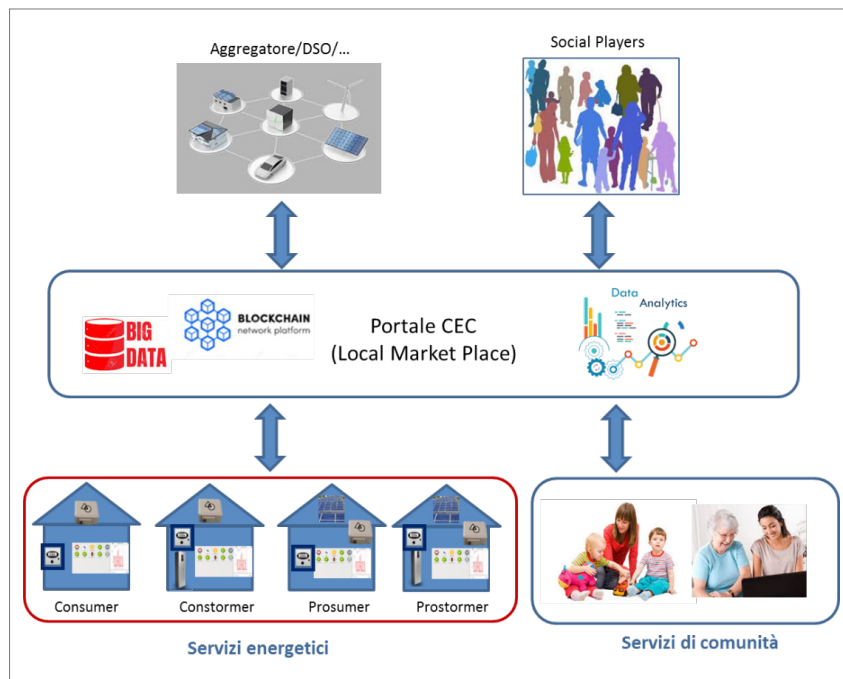 Aggregatore/DSO/...
Social Players
BIG
DATA
BLOCKCHAIN
network platform
Portale CEC
(Local Market Place)
Data
Analytics
Consumer
Constormer
Prosumer
Prostormer
Servizi energetici
Servizi di comunità